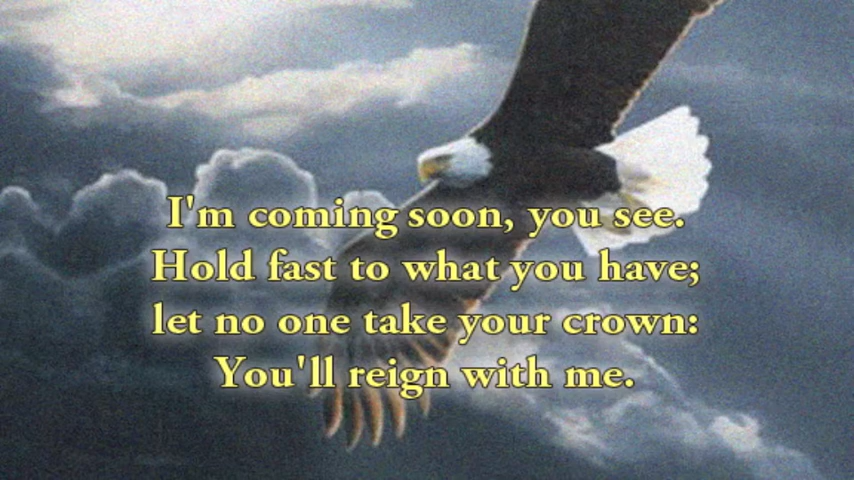 I'm coming soon, you see.
Hold fast to what you have;
let no one take your crown:
You'll reign with me.